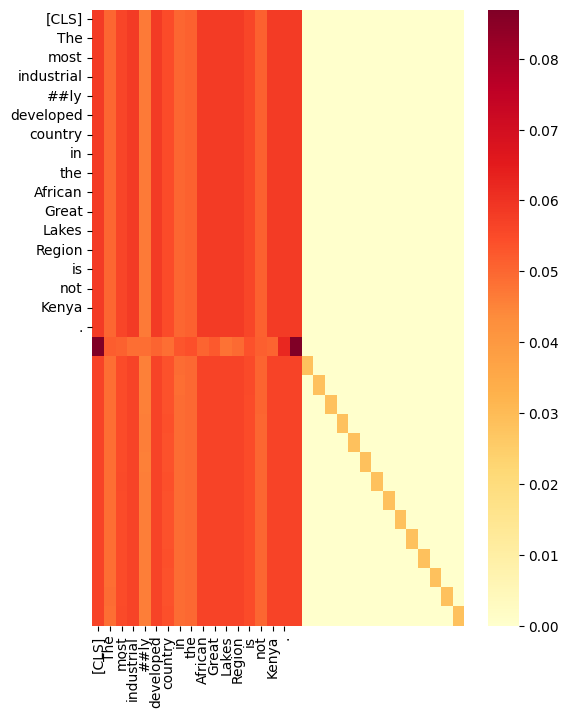 [CLS]
The
most
industrial
##ly
developed
country
in
the
African
Great
Lakes
Region
is
not
Kenya
.
0.08
0.07
0.06
0.05
0.04
0.03
0.02
0.01
0.00
[CLS]
The
most
industrial
##ly
developed
country
in
the
African
Great
Lakes
Region
is
not
Kenya
.